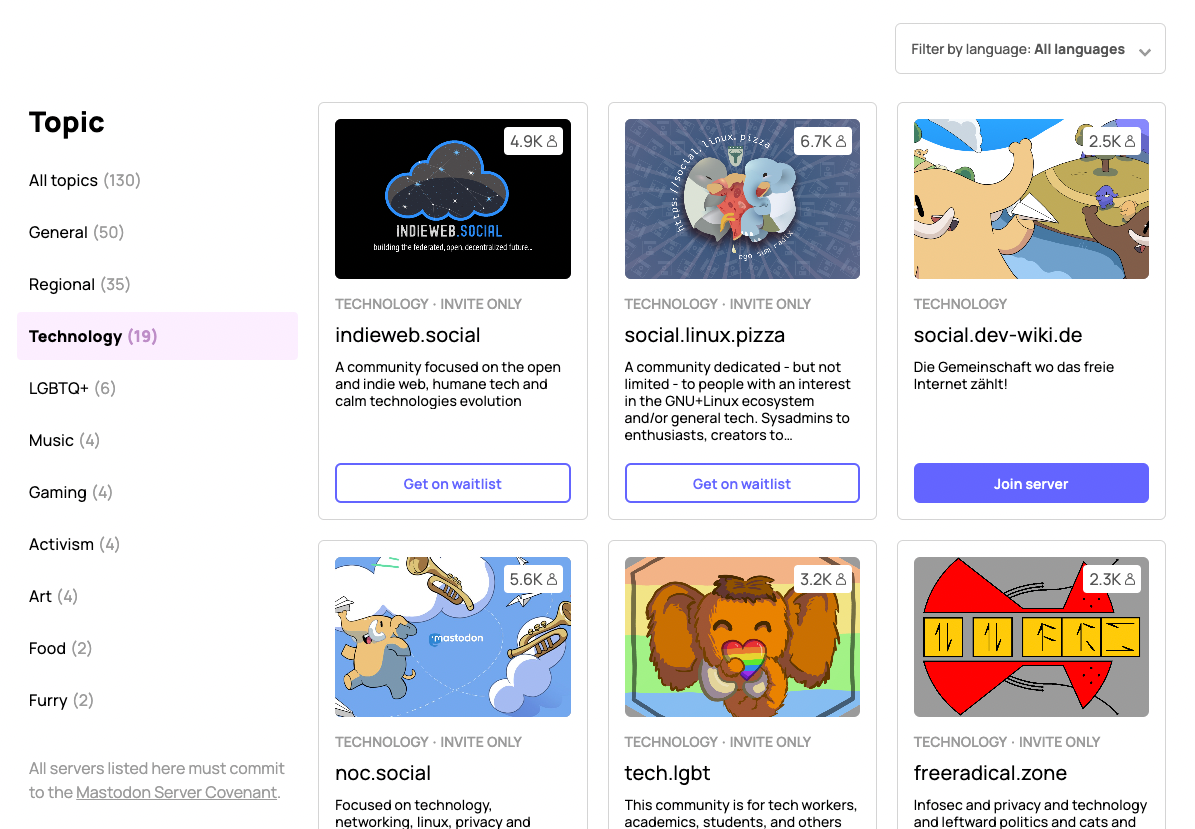 Filter by language: All languages
Topic
All topics (130)
General (50)
Regional (35)
Technology (19)
LGBTQ+ (6)
Music (4)
Gaming (4)
Activism (4)
Art (4)
Food (2)
Furry (2)
All servers listed here must commit
to the Mastodon Server Covenant.
4.9K
INDIEWEB.SOCIAL
building the federated, open, decentralized future...
TECHNOLOGY · INVITE ONLY
indieweb.social
A community focused on the open
and indie web, humane tech and
calm technologies evolution
Get on waitlist
6.7K
https://social.linux.pizza
ego sum radix
TECHNOLOGY · INVITE ONLY
social.linux.pizza
A community dedicated - but not
limited - to people with an interest
in the GNU+Linux ecosystem
and/or general tech. Sysadmins to
enthusiasts, creators to...
Get on waitlist
2.5K
TECHNOLOGY
social.dev-wiki.de
Die Gemeinschaft wo das freie
Internet zählt!
Join server
5.6K
mastodon
TECHNOLOGY · INVITE ONLY
noc.social
Focused on technology,
networking, linux, privacy and
3.2K
TECHNOLOGY · INVITE ONLY
tech.lgbt
This community is for tech workers,
academics, students, and others
2.3K
TECHNOLOGY · INVITE ONLY
freeradical.zone
Infosec and privacy and technology
and leftward politics and cats and